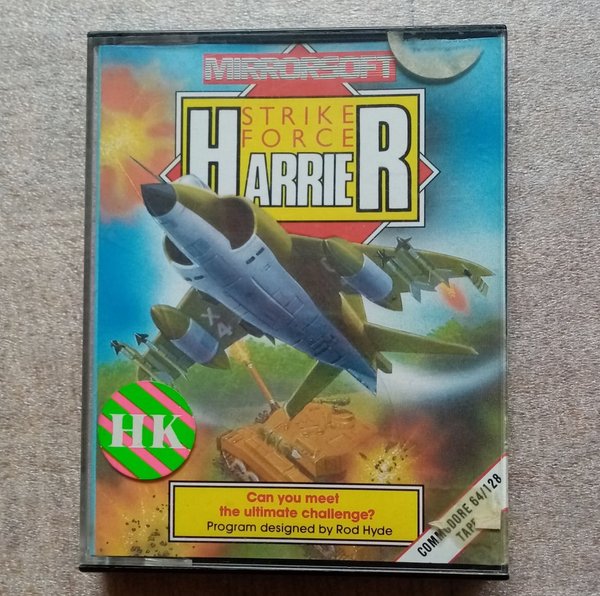 MIRRORSOFT
STRIKE
FORCE
HARRIER
X4
HK
Can you meet
the ultimate challenge?
Program designed by Rod Hyde
COMMODORE 64/128
TAPE